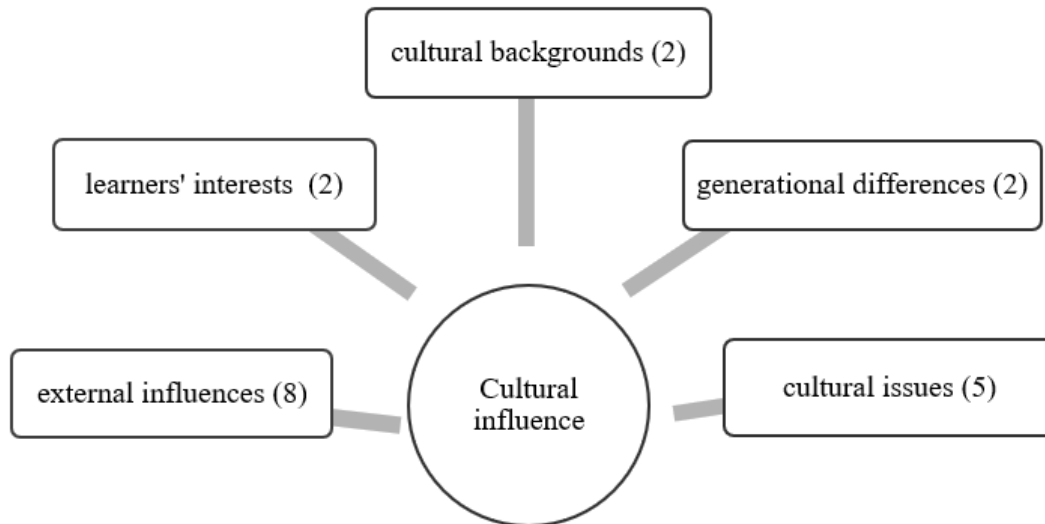 cultural backgrounds (2)
learners' interests (2)
generational differences (2)
external influences (8)
Cultural
influence
cultural issues (5)